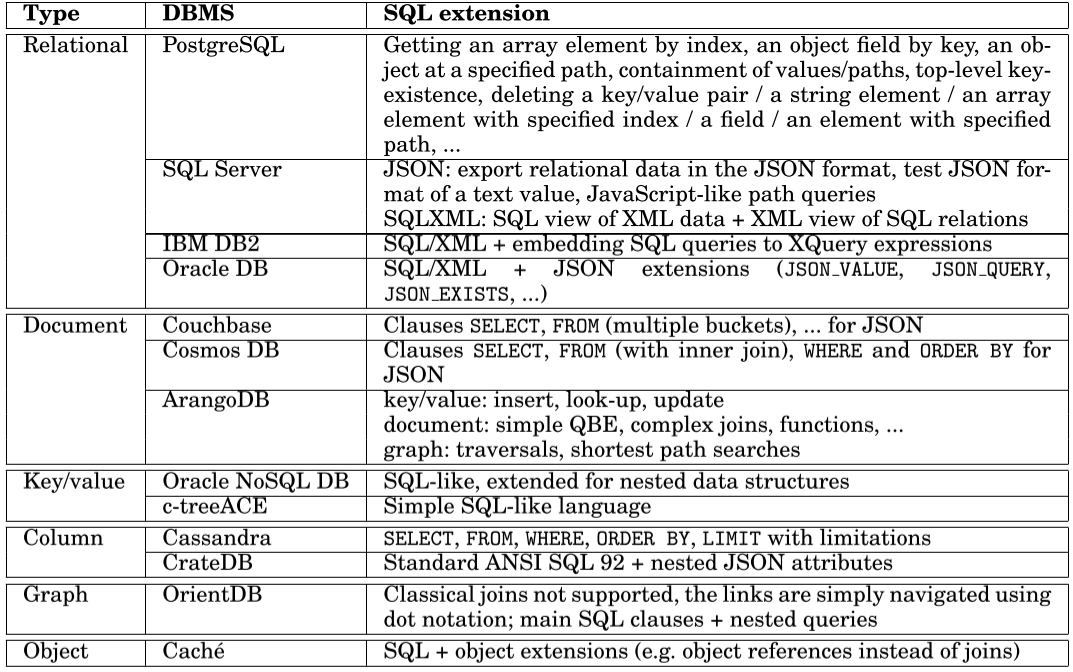 Type DBMS SQL extension
Relational PostgreSQL Getting an array element by index, an object field by key, an ob-
ject at a specified path, containment of values/paths, top-level key-
existence, deleting a key/value pair / a string element / an array
element with specified index / a field / an element with specified
path, ...
SQL Server JSON: export relational data in the JSON format, test JSON for-
mat of a text value, JavaScript-like path queries
SQLXML: SQL view of XML data + XML view of SQL relations
IBM DB2 SQL/XML + embedding SQL queries to XQuery expressions
Oracle DB SQL/XML + JSON extensions (JSON_VALUE, JSON_QUERY,
JSON_EXISTS, ...)
Document Couchbase Clauses SELECT, FROM (multiple buckets), ... for JSON
Cosmos DB Clauses SELECT, FROM (with inner join), WHERE and ORDER BY for
JSON
ArangoDB key/value: insert, look-up, update
document: simple QBE, complex joins, functions, ...
graph: traversals, shortest path searches
Key/value Oracle NoSQL DB SQL-like, extended for nested data structures
c-treeACE Simple SQL-like language
Column Cassandra SELECT, FROM, WHERE, ORDER BY, LIMIT with limitations
CrateDB Standard ANSI SQL 92 + nested JSON attributes
Graph OrientDB Classical joins not supported, the links are simply navigated using
dot notation; main SQL clauses + nested queries
Object Caché SQL + object extensions (e.g. object references instead of joins)